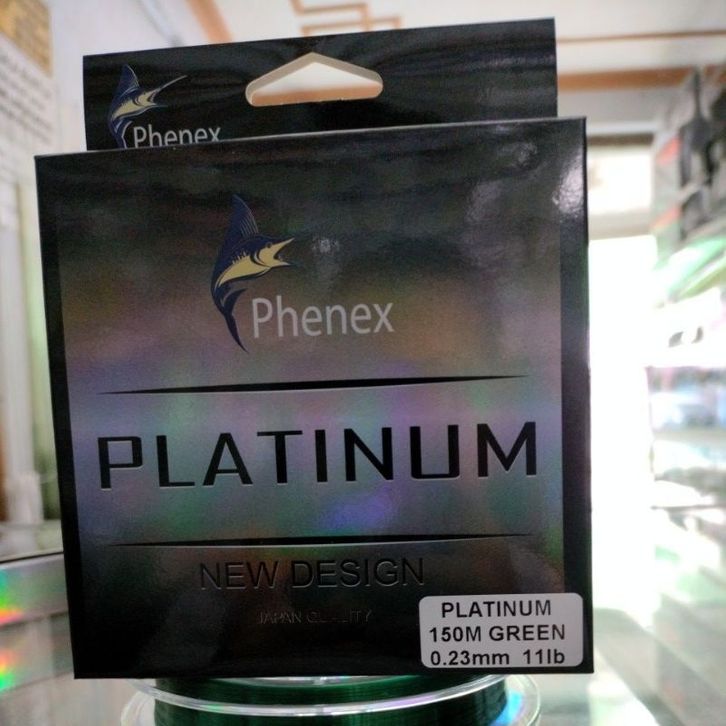 Phenex
Phenex
PLATINUM
NEW DESIGN
JAPAN QUALITY
PLATINUM
150M GREEN
0.23mm 11lb